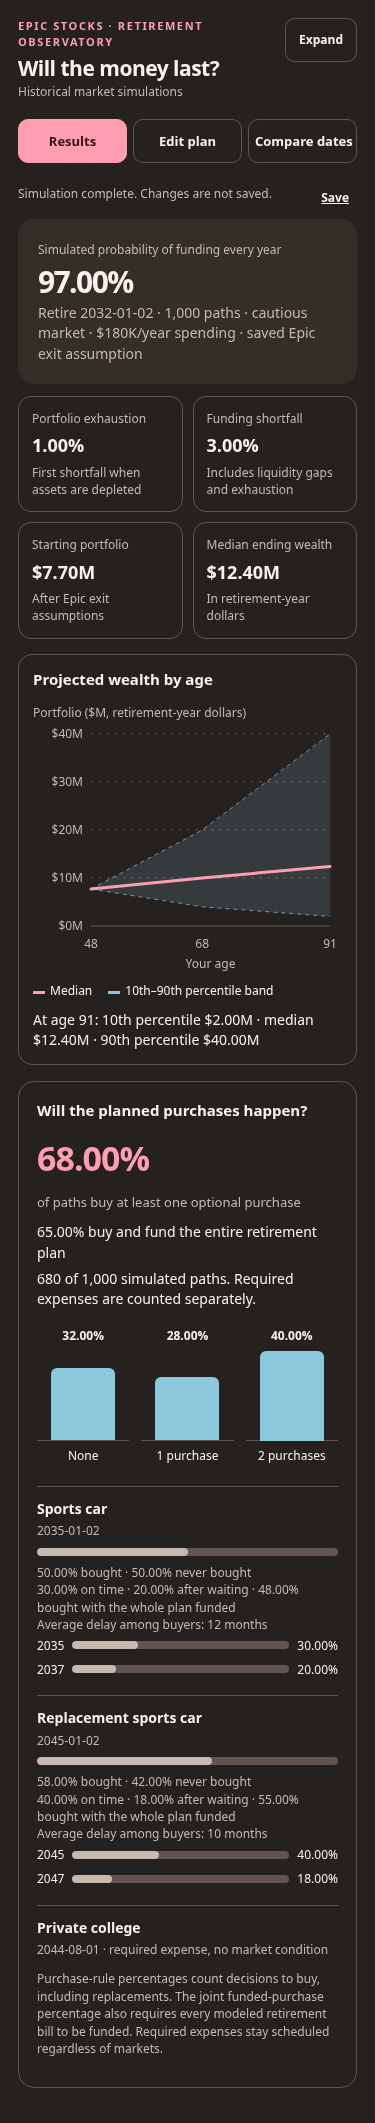 EPIC STOCKS · RETIREMENT
OBSERVATORY
Will the money last?
Historical market simulations
Expand
Results
Edit plan
Compare dates
Simulation complete. Changes are not saved.
Save
Simulated probability of funding every year
97.00%
Retire 2032-01-02 · 1,000 paths · cautious
market · $180K/year spending · saved Epic
exit assumption
Portfolio exhaustion
1.00%
First shortfall when
assets are depleted
Funding shortfall
3.00%
Includes liquidity gaps
and exhaustion
Starting portfolio
$7.70M
After Epic exit
assumptions
Median ending wealth
$12.40M
In retirement-year
dollars
Projected wealth by age
Portfolio ($M, retirement-year dollars)
$40M
$30M
$20M
$10M
$0M
48
68
91
Your age
Median
10th–90th percentile band
At age 91: 10th percentile $2.00M · median
$12.40M · 90th percentile $40.00M
Will the planned purchases happen?
68.00%
of paths buy at least one optional purchase
65.00% buy and fund the entire retirement
plan
680 of 1,000 simulated paths. Required
expenses are counted separately.
32.00%
28.00%
40.00%
None
1 purchase
2 purchases
Sports car
2035-01-02
50.00% bought · 50.00% never bought
30.00% on time · 20.00% after waiting · 48.00%
bought with the whole plan funded
Average delay among buyers: 12 months
2035 30.00%
2037 20.00%
Replacement sports car
2045-01-02
58.00% bought · 42.00% never bought
40.00% on time · 18.00% after waiting · 55.00%
bought with the whole plan funded
Average delay among buyers: 10 months
2045 40.00%
2047 18.00%
Private college
2044-08-01 · required expense, no market condition
Purchase-rule percentages count decisions to buy,
including replacements. The joint funded-purchase
percentage also requires every modeled retirement
bill to be funded. Required expenses stay scheduled
regardless of markets.